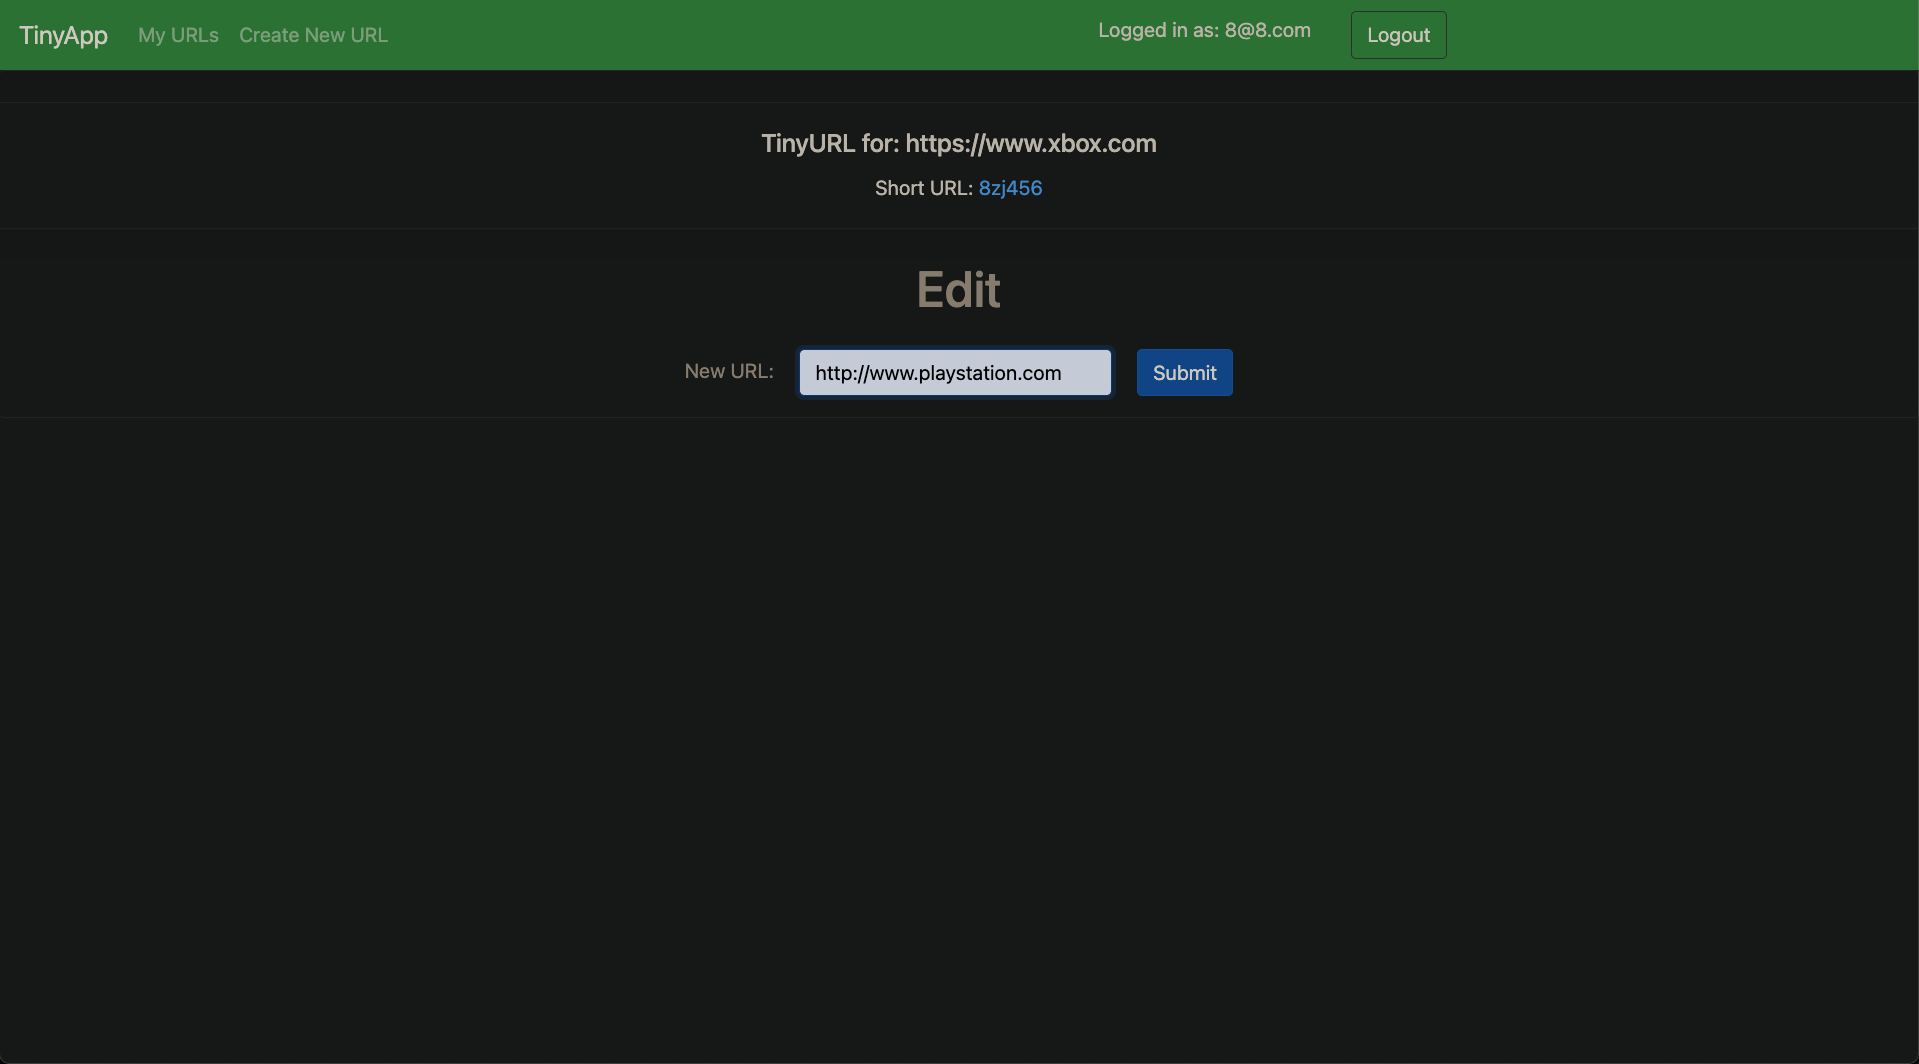 TinyApp My URLs Create New URL Logged in as: 8@8.com Logout
TinyURL for: https://www.xbox.com
Short URL: 8zj456
Edit
New URL: http://www.playstation.com Submit